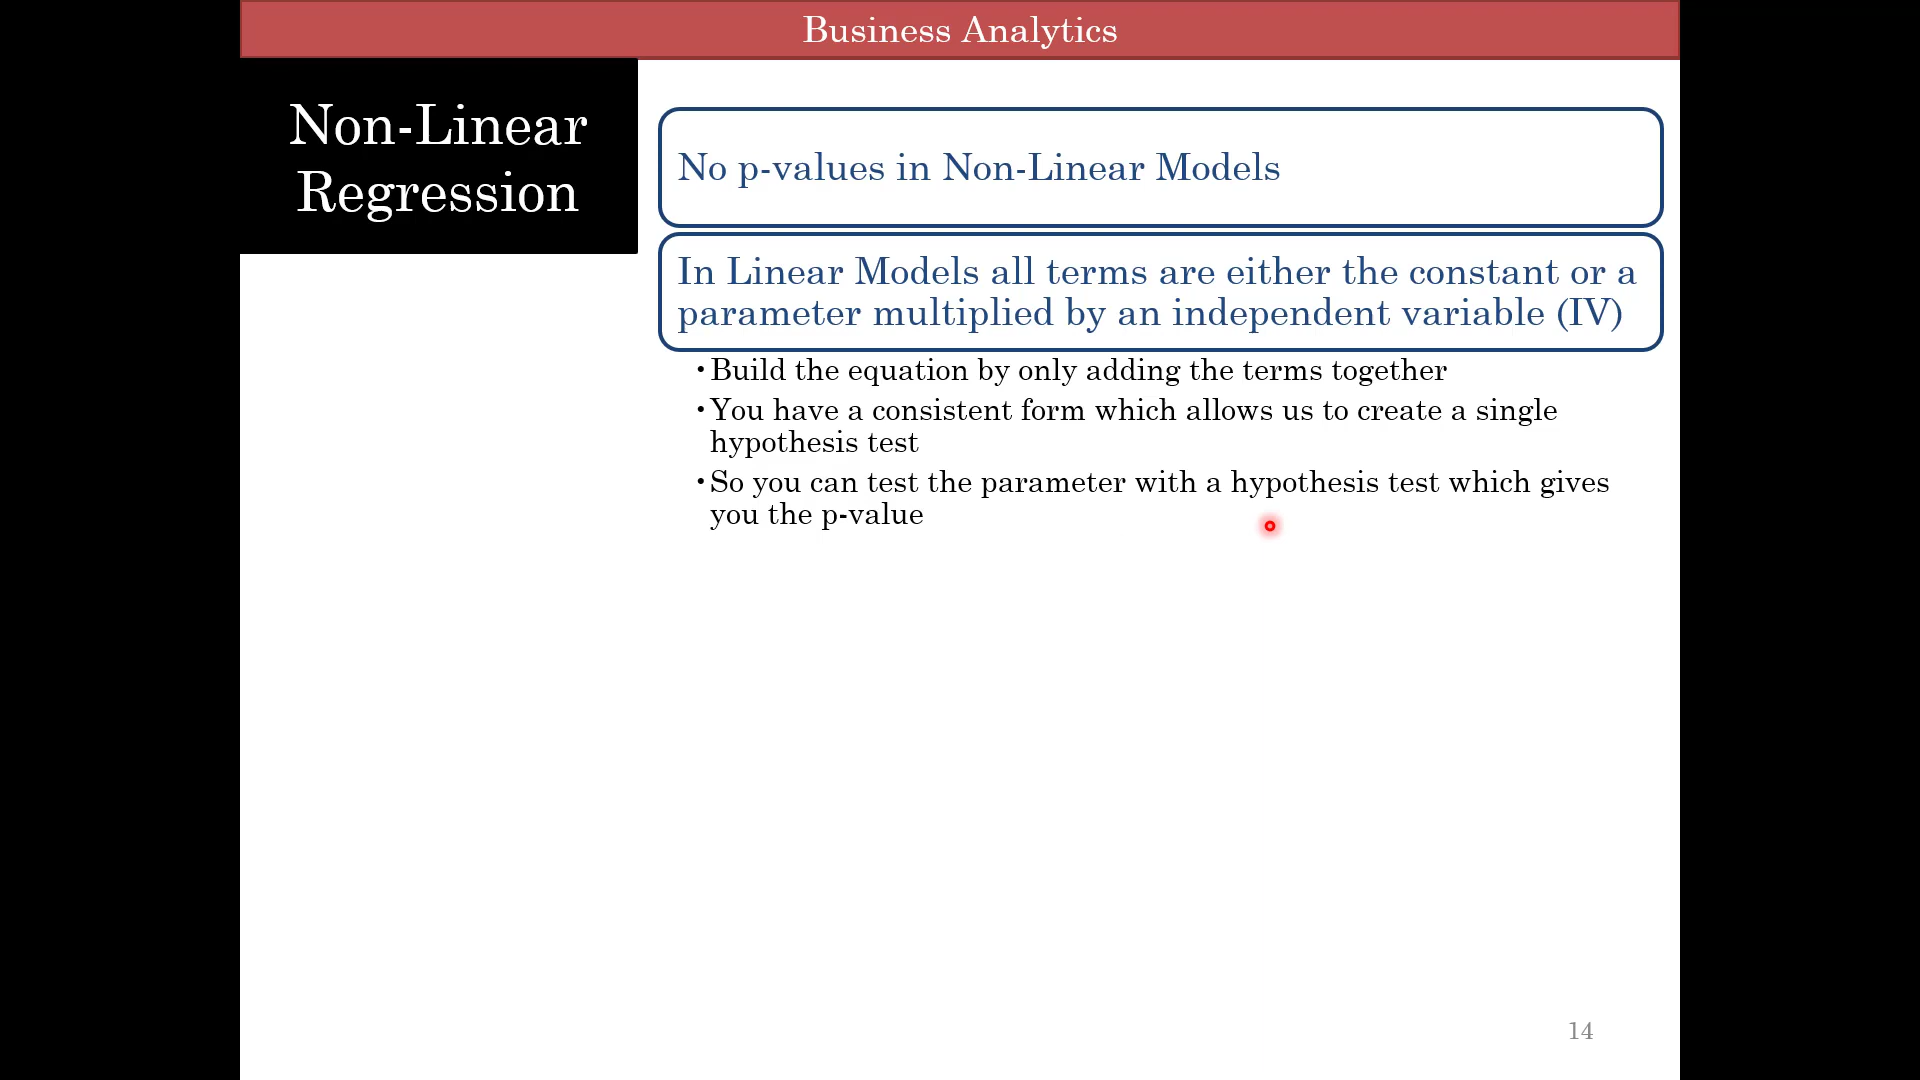 Business Analytics
Non-Linear
Regression
No p-values in Non-Linear Models
In Linear Models all terms are either the constant or a
parameter multiplied by an independent variable (IV)
•Build the equation by only adding the terms together
•You have a consistent form which allows us to create a single
hypothesis test
•So you can test the parameter with a hypothesis test which gives
you the p-value
14